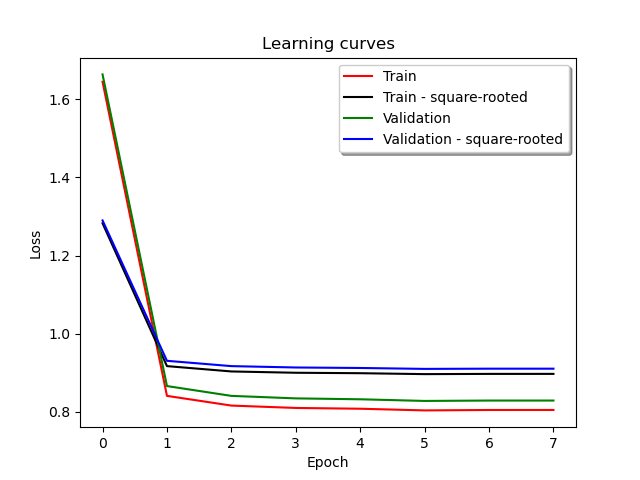 Learning curves
Train
Train - square-rooted
Validation
Validation - square-rooted
1.6
1.4
1.2
1.0
0.8
Loss
0 1 2 3 4 5 6 7
Epoch